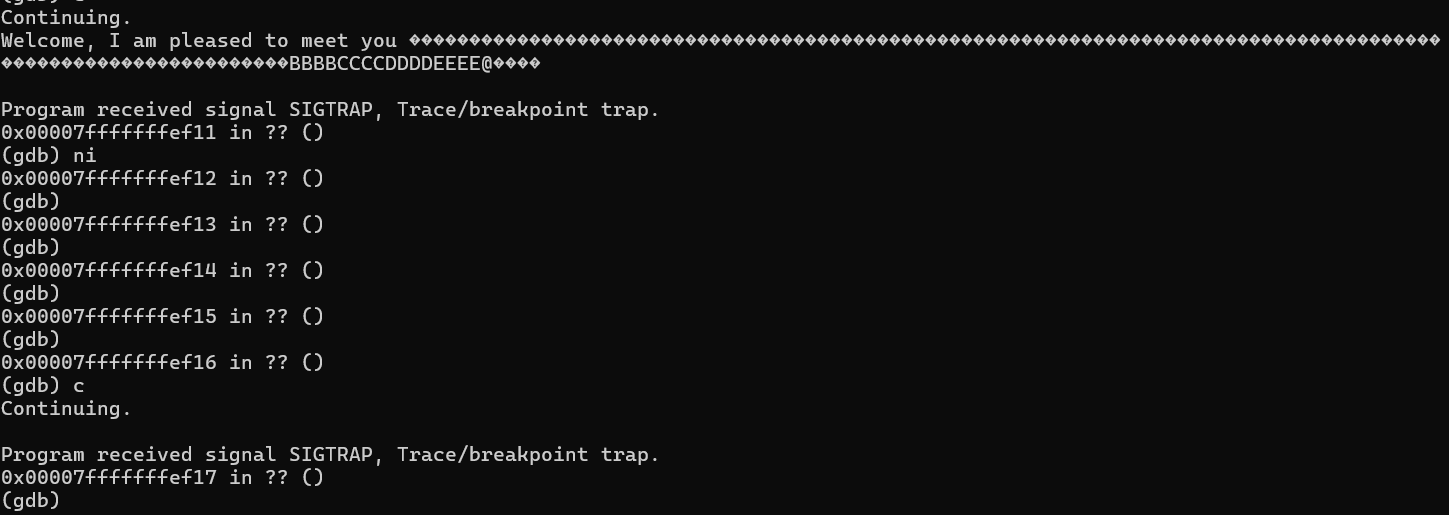 Continuing.
Welcome, I am pleased to meet you ��������������������������������������������������������������������������������������
������������������������BBBBCCCCDDDDEEEE@����
Program received signal SIGTRAP, Trace/breakpoint trap.
0x00007fffffffef11 in ?? ()
(gdb) ni
0x00007fffffffef12 in ?? ()
(gdb)
0x00007fffffffef13 in ?? ()
(gdb)
0x00007fffffffef14 in ?? ()
(gdb)
0x00007fffffffef15 in ?? ()
(gdb)
0x00007fffffffef16 in ?? ()
(gdb) c
Continuing.
Program received signal SIGTRAP, Trace/breakpoint trap.
0x00007fffffffef17 in ?? ()
(gdb)